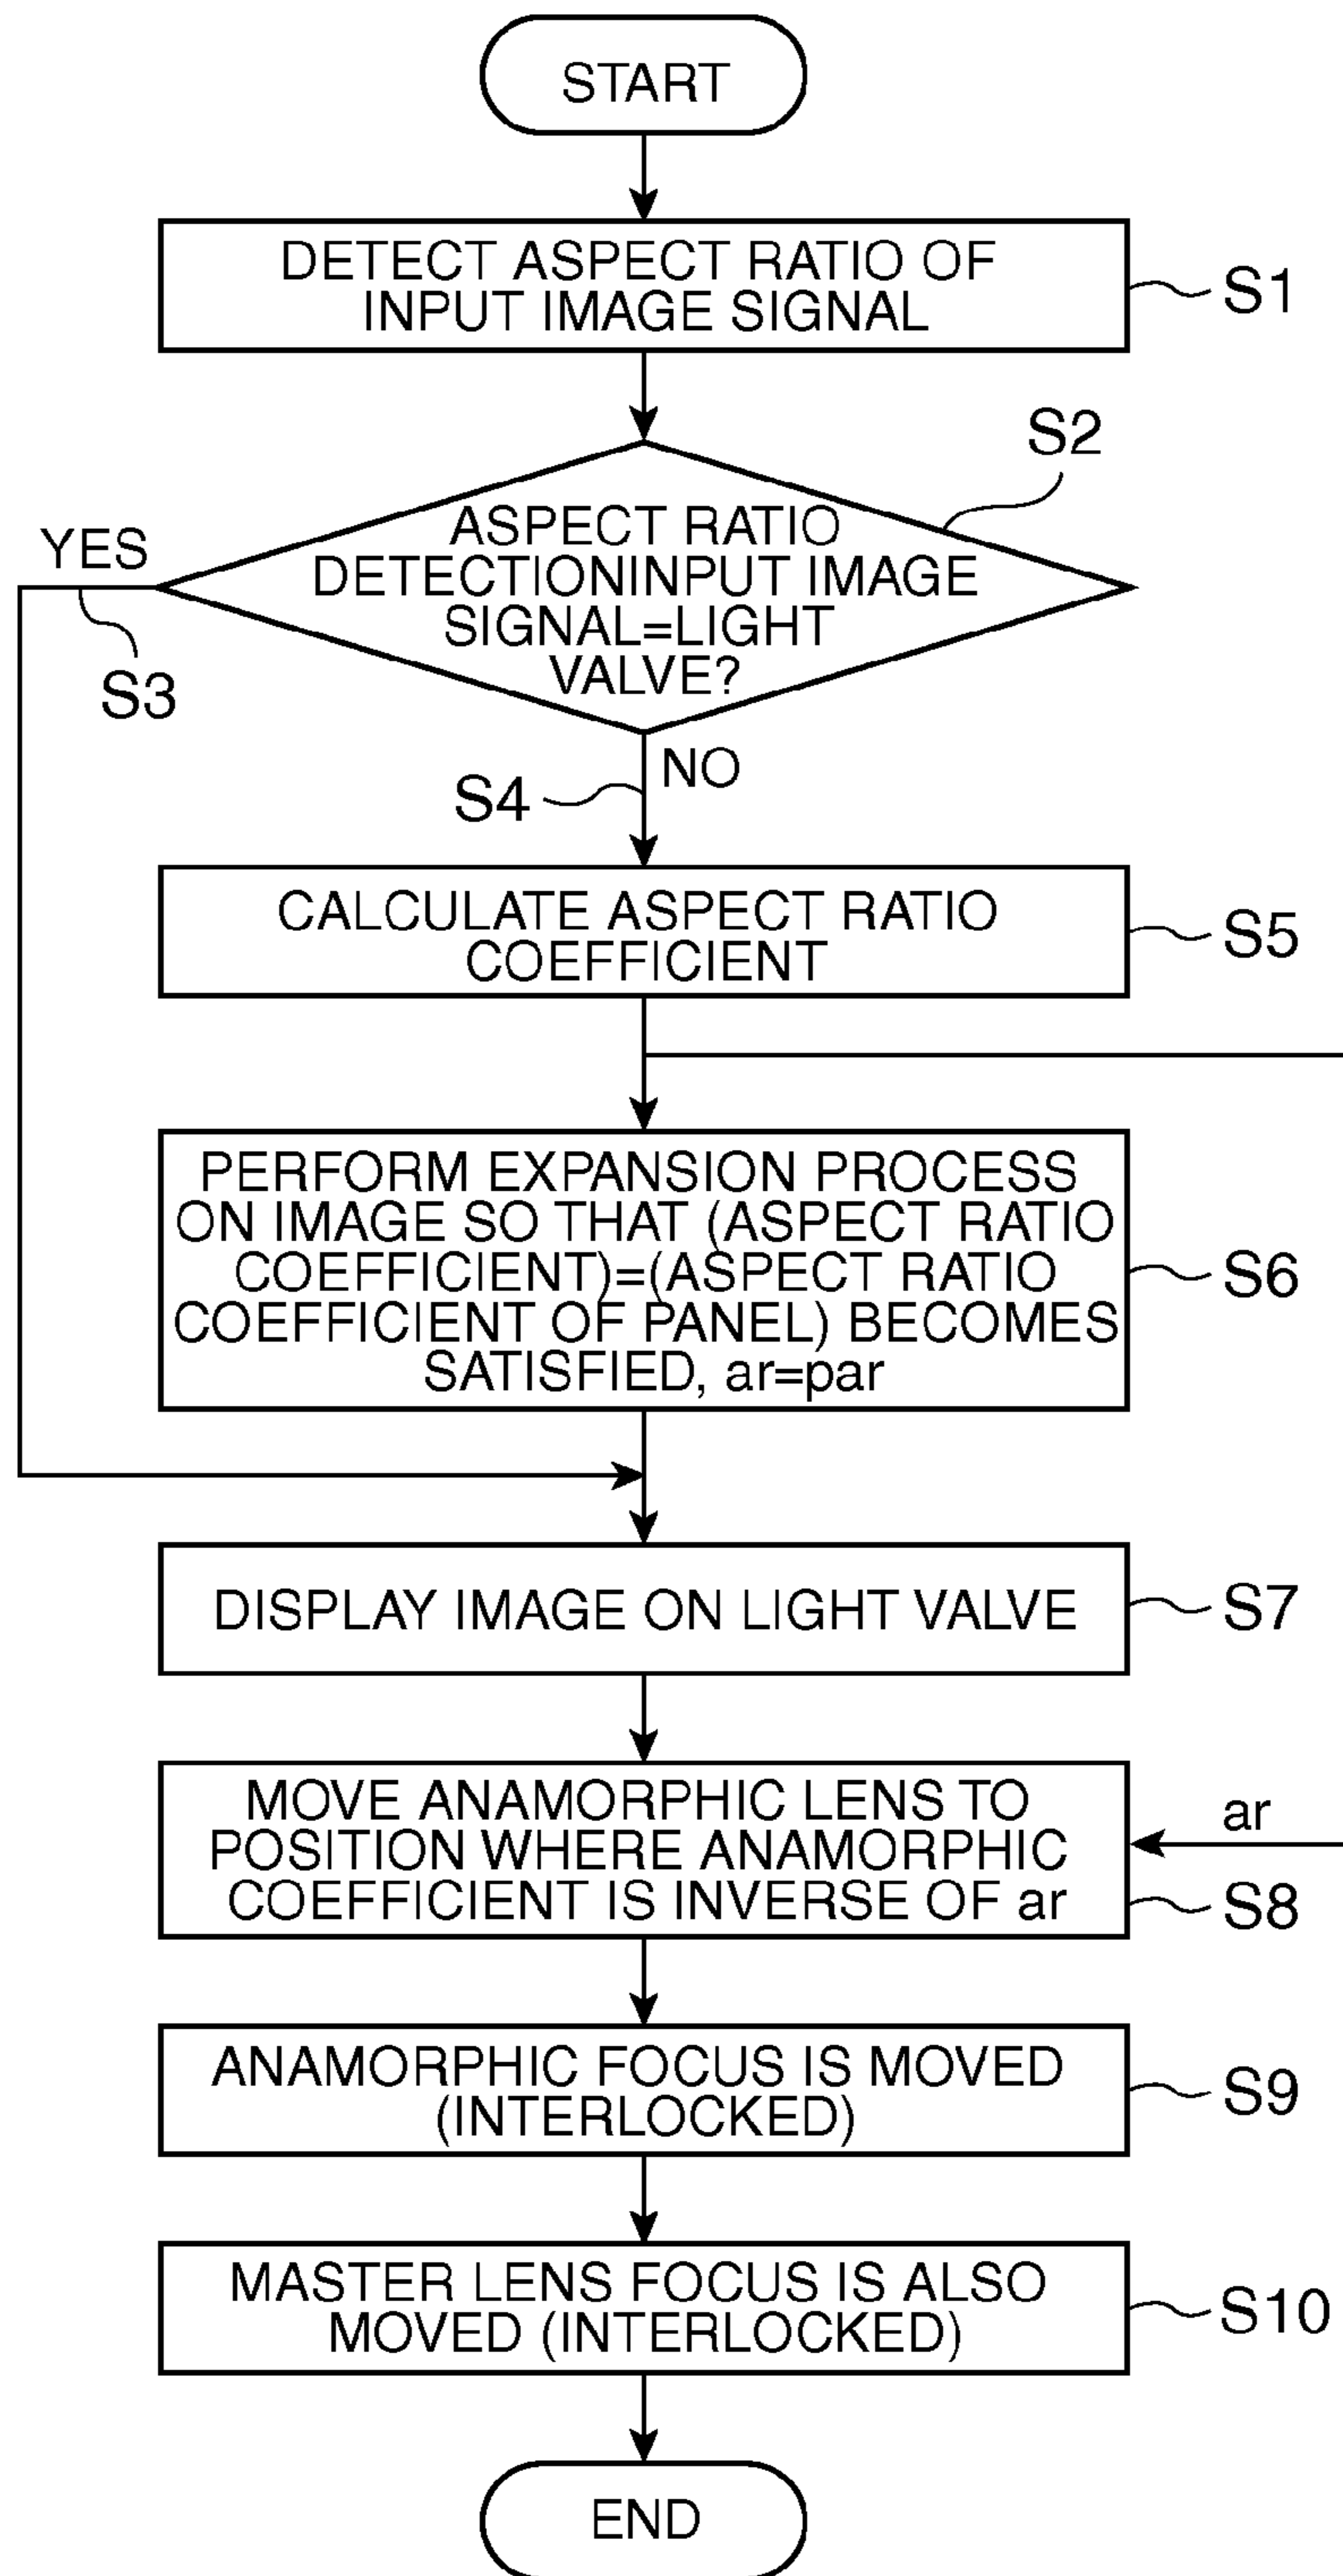 START
DETECT ASPECT RATIO OF
INPUT IMAGE SIGNAL
S1
S2
ASPECT RATIO
DETECTIONINPUT IMAGE
SIGNAL=LIGHT
VALVE?
YES
S3
NO
S4
CALCULATE ASPECT RATIO
COEFFICIENT
S5
PERFORM EXPANSION PROCESS
ON IMAGE SO THAT (ASPECT RATIO
COEFFICIENT)=(ASPECT RATIO
COEFFICIENT OF PANEL) BECOMES
SATISFIED, ar=par
S6
DISPLAY IMAGE ON LIGHT VALVE
S7
MOVE ANAMORPHIC LENS TO
POSITION WHERE ANAMORPHIC
COEFFICIENT IS INVERSE OF ar
ar
S8
ANAMORPHIC FOCUS IS MOVED
(INTERLOCKED)
S9
MASTER LENS FOCUS IS ALSO
MOVED (INTERLOCKED)
S10
END